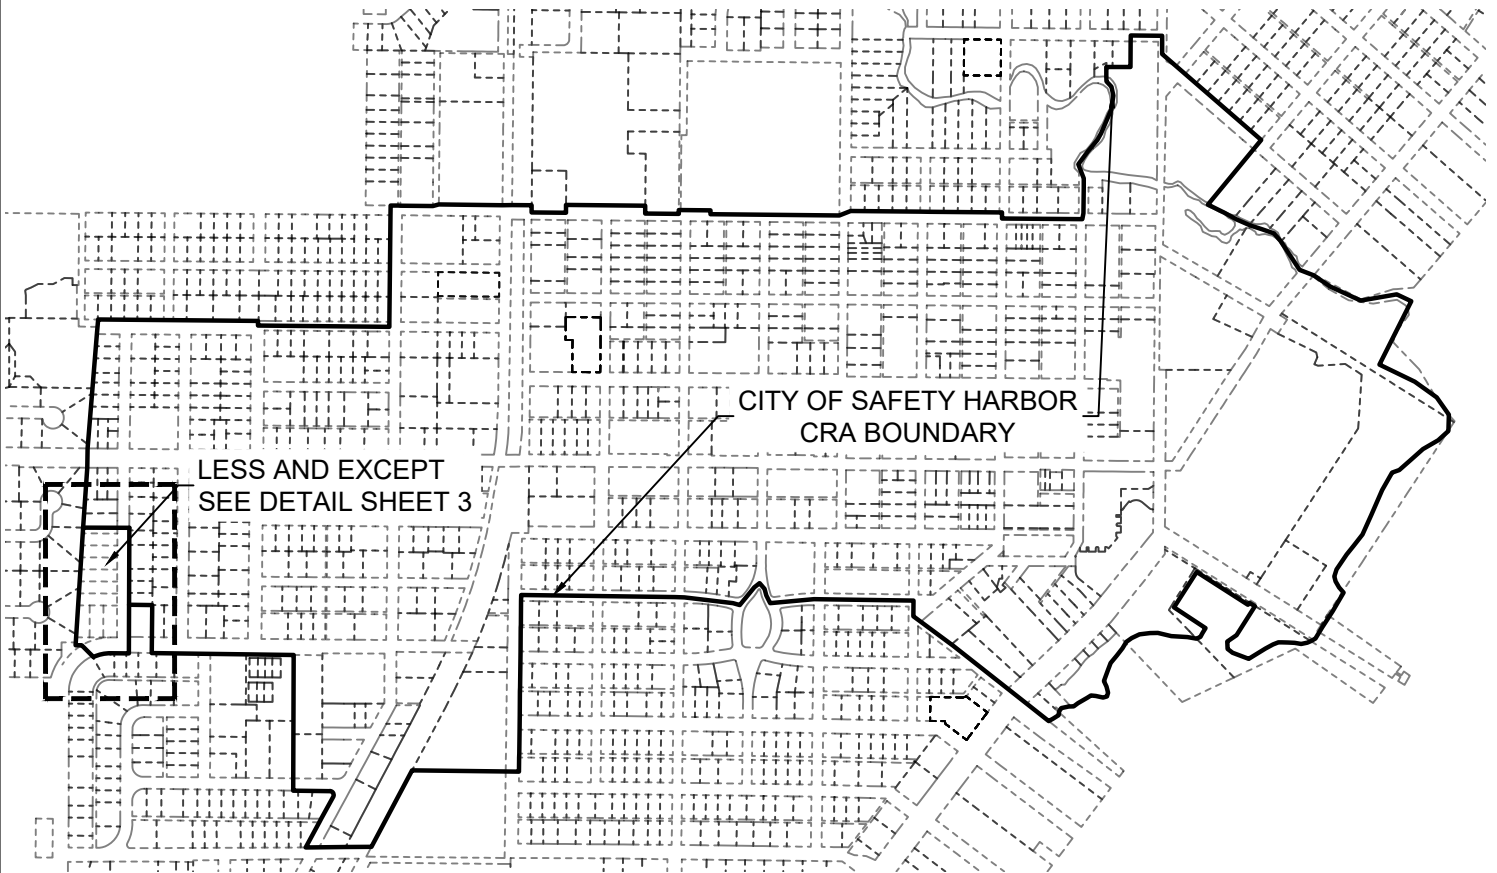 CITY OF SAFETY HARBOR
CRA BOUNDARY
LESS AND EXCEPT
SEE DETAIL SHEET 3